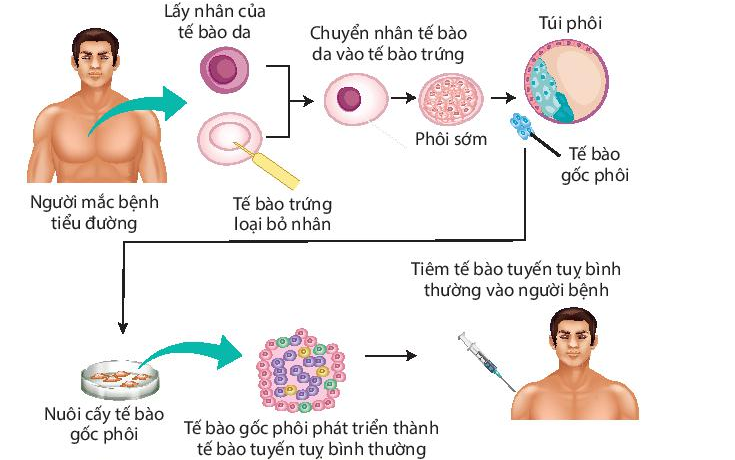 Lấy nhân của
tế bào da
Chuyển nhân tế bào
da vào tế bào trứng
Túi phôi
Phôi sớm
Tế bào
gốc phôi
Người mắc bệnh
tiểu đường
Tế bào trứng
loại bỏ nhân
Tiêm tế bào tuyến tuỵ bình
thường vào người bệnh
Nuôi cấy tế bào
gốc phôi
Tế bào gốc phôi phát triển thành
tế bào tuyến tuỵ bình thường